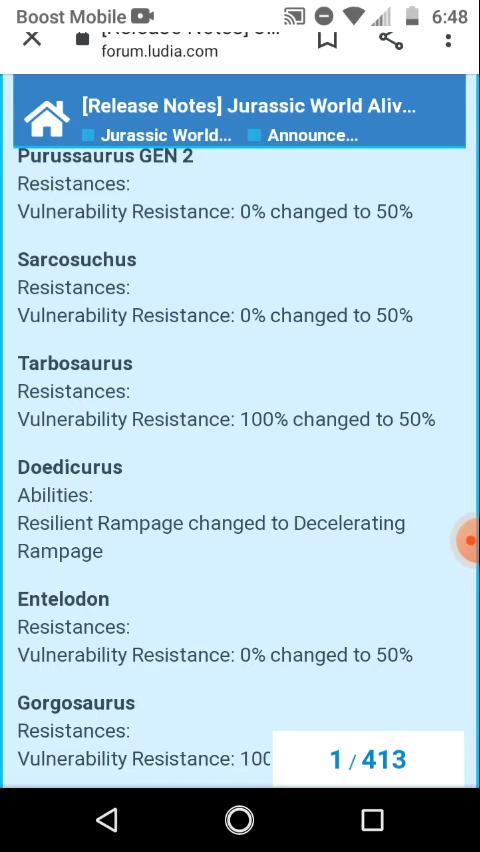 Boost Mobile 6:48
forum.ludia.com
[Release Notes] Jurassic World Aliv...
Jurassic World... Announce...
Purussaurus GEN 2
Resistances:
Vulnerability Resistance: 0% changed to 50%
Sarcosuchus
Resistances:
Vulnerability Resistance: 0% changed to 50%
Tarbosaurus
Resistances:
Vulnerability Resistance: 100% changed to 50%
Doedicurus
Abilities:
Resilient Rampage changed to Decelerating
Rampage
Entelodon
Resistances:
Vulnerability Resistance: 0% changed to 50%
Gorgosaurus
Resistances:
Vulnerability Resistance: 100
1 / 413